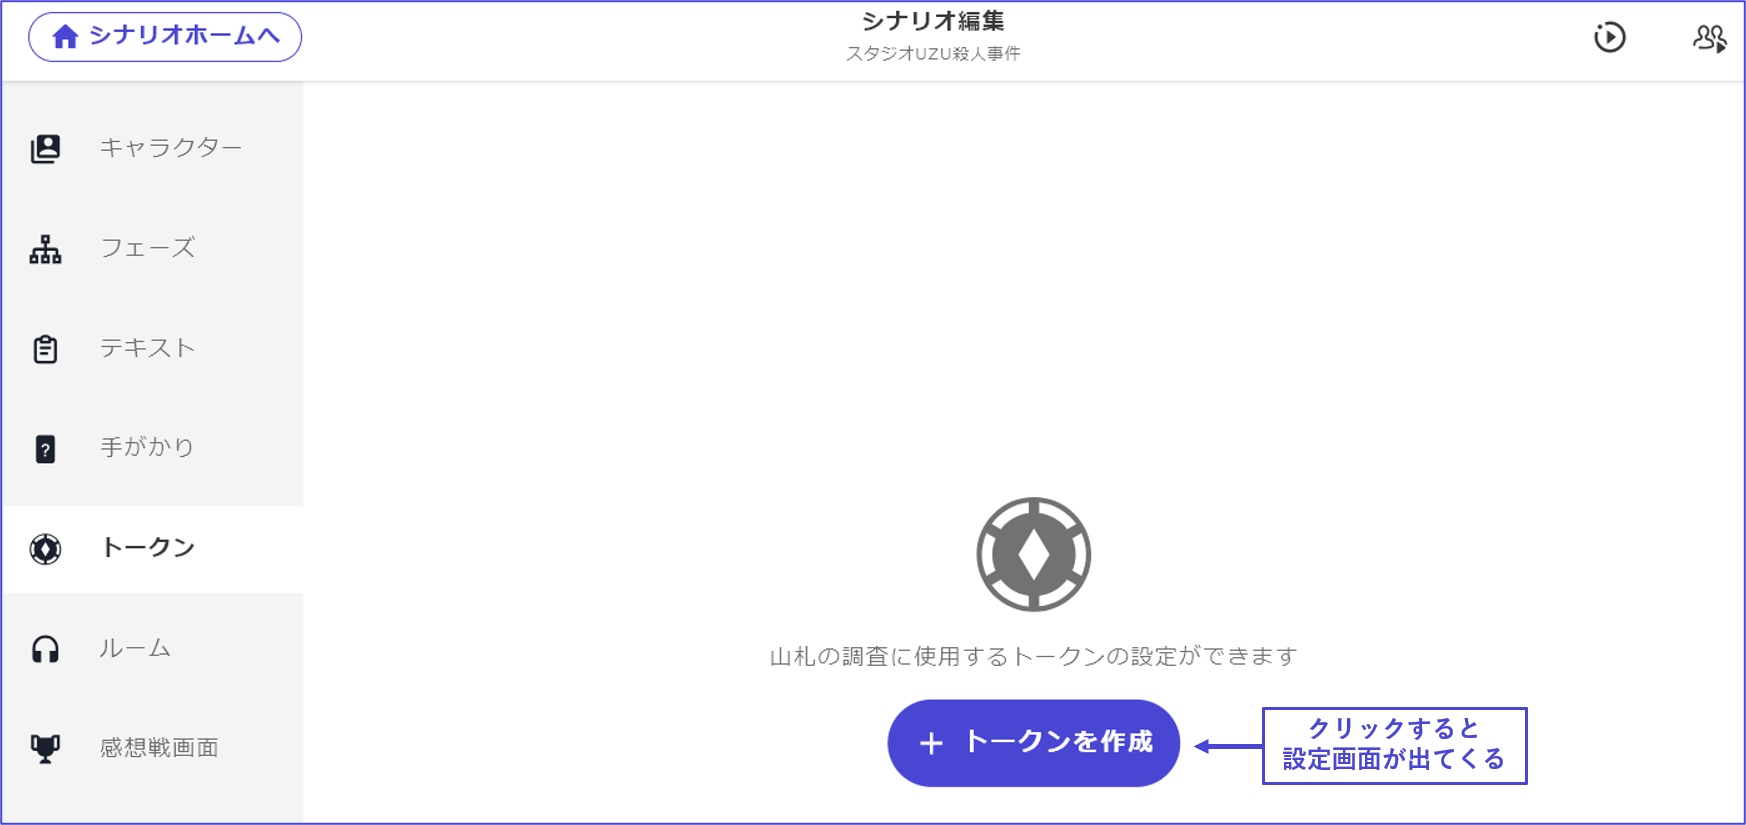 シナリオホームへ
シナリオ編集
スタジオUZU殺人事件
キャラクター
フェーズ
テキスト
手がかり
?
トークン
ルーム
感想戦画面
山札の調査に使用するトークンの設定ができます
+ トークンを作成
クリックすると
設定画面が出てくる